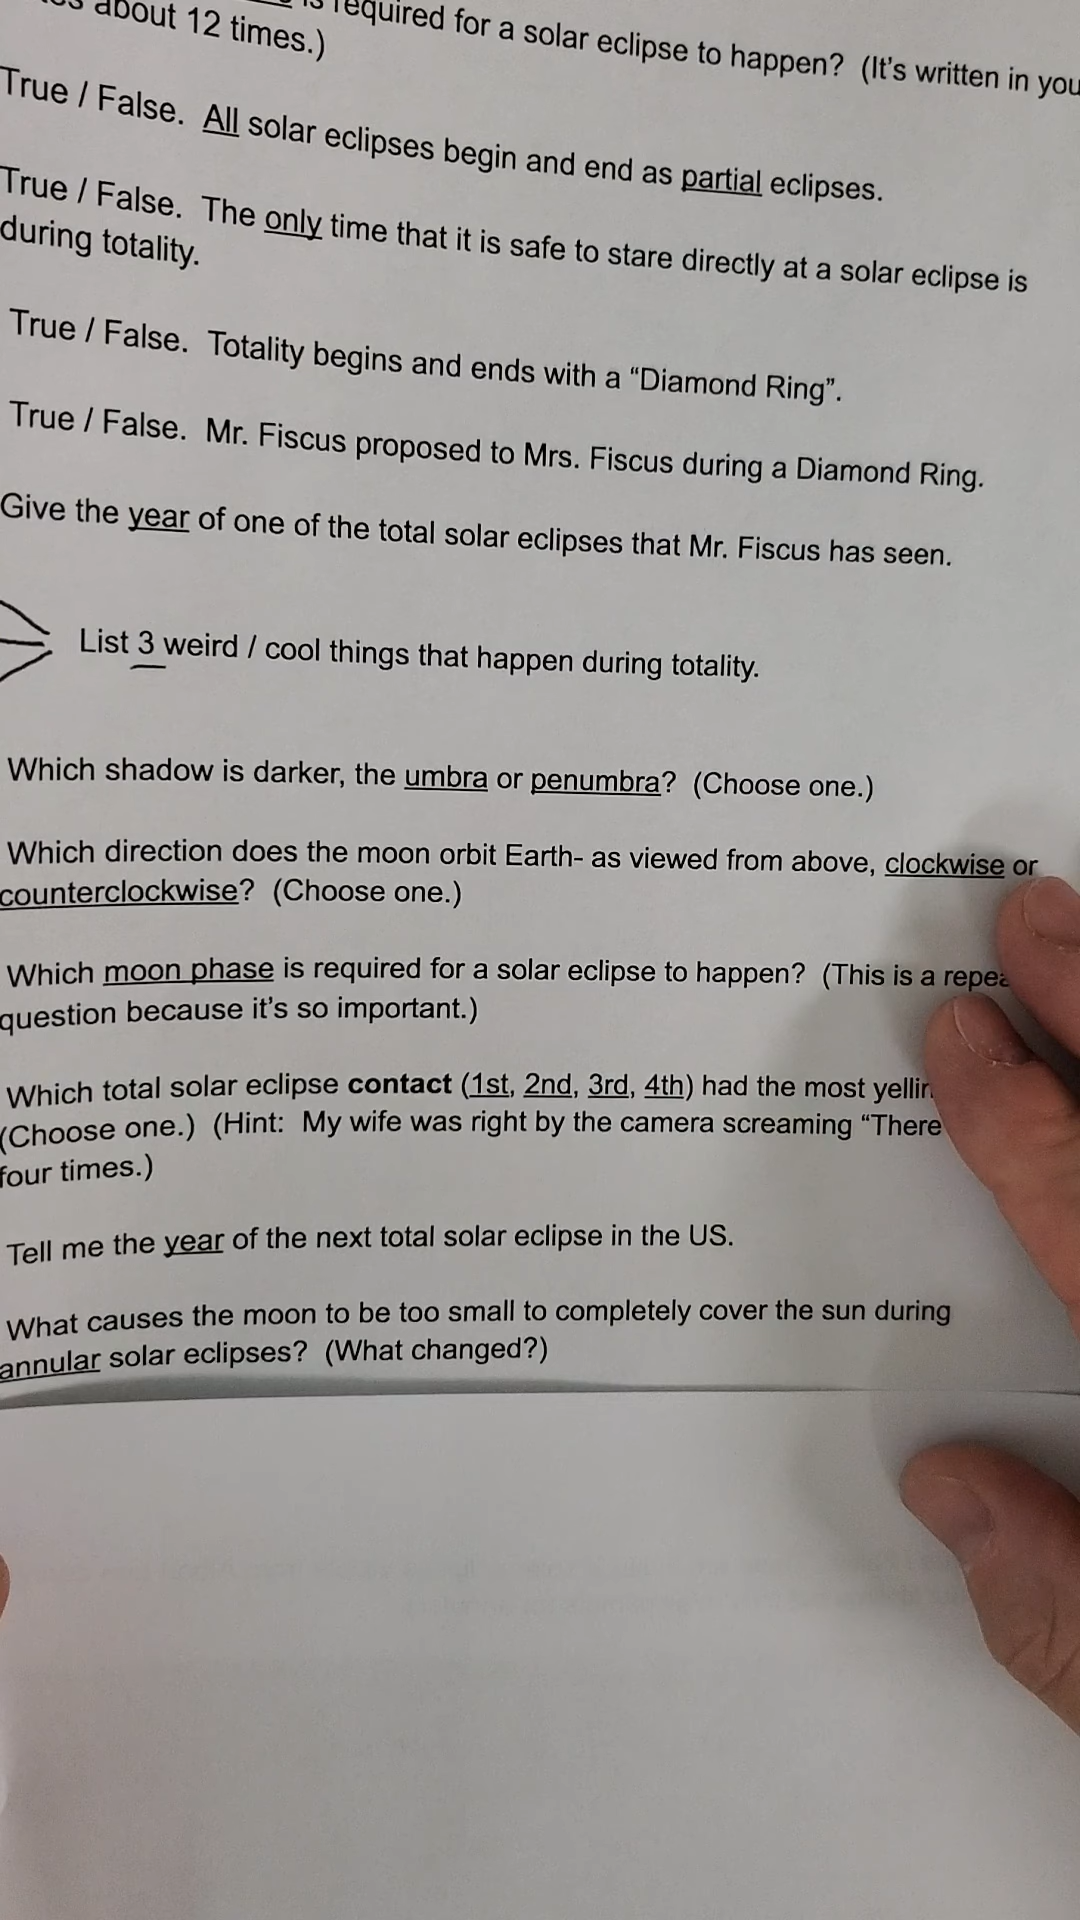 about 12 times.) required for a solar eclipse to happen? (It's written in you
True / False. All solar eclipses begin and end as partial eclipses.
True / False. The only time that it is safe to stare directly at a solar eclipse is
during totality.
True / False. Totality begins and ends with a “Diamond Ring”.
True / False. Mr. Fiscus proposed to Mrs. Fiscus during a Diamond Ring.
Give the year of one of the total solar eclipses that Mr. Fiscus has seen.
List 3 weird / cool things that happen during totality.
Which shadow is darker, the umbra or penumbra? (Choose one.)
Which direction does the moon orbit Earth- as viewed from above, clockwise or
counterclockwise? (Choose one.)
Which moon phase is required for a solar eclipse to happen? (This is a repea
question because it's so important.)
Which total solar eclipse contact (1st, 2nd, 3rd, 4th) had the most yellin
(Choose one.) (Hint: My wife was right by the camera screaming “There
four times.)
Tell me the year of the next total solar eclipse in the US.
What causes the moon to be too small to completely cover the sun during
annular solar eclipses? (What changed?)